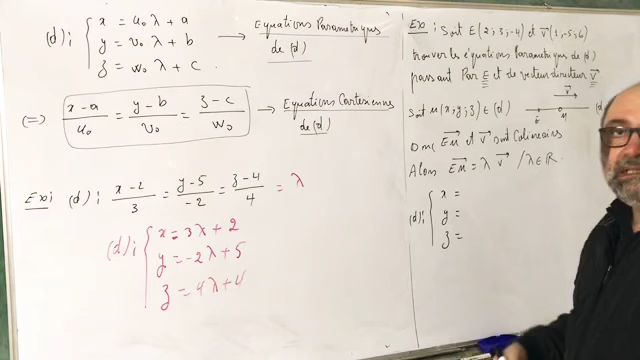 (d) ; { x = u₀ λ + a
y = v₀ λ + b → Equations Paramétriques de (d)
z = w₀ λ + c .
(=) (x-a)/u₀ = (y-b)/v₀ = (z-c)/w₀ → Equations Cartésiennes de (d)
Ex; (d) ; (x-2)/3 = (y-5)/-2 = (z-4)/4 = λ
(d) ; { x = 3λ + 2
y = -2λ + 5
z = 4λ + 4
Ex; Soit E(2; 3; -4) et V⃗(1; -5; 6)
trouver les équations Paramétriques de (d)
passant Par E et de vecteur directeur V⃗
Soit M(x; y; z) ∈ (d)
V⃗
E M (d
Donc EM⃗ et V⃗ sont Colinéaires
Alors EM⃗ = λ V⃗ / λ ∈ ℝ.
(d) ; { x =
y =
z =